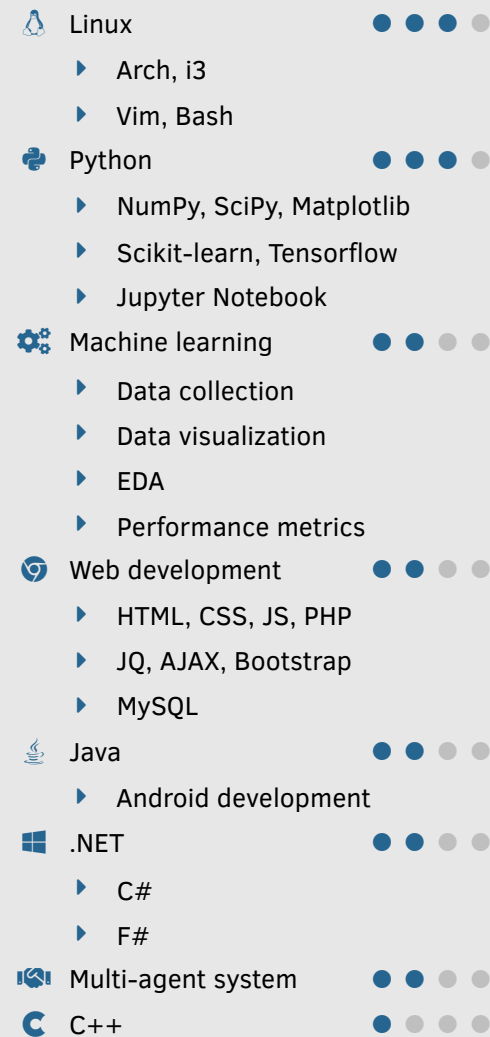 Linux
Arch, i3
Vim, Bash
Python
NumPy, SciPy, Matplotlib
Scikit-learn, Tensorflow
Jupyter Notebook
Machine learning
Data collection
Data visualization
EDA
Performance metrics
Web development
HTML, CSS, JS, PHP
JQ, AJAX, Bootstrap
MySQL
Java
Android development
.NET
C#
F#
Multi-agent system
C++